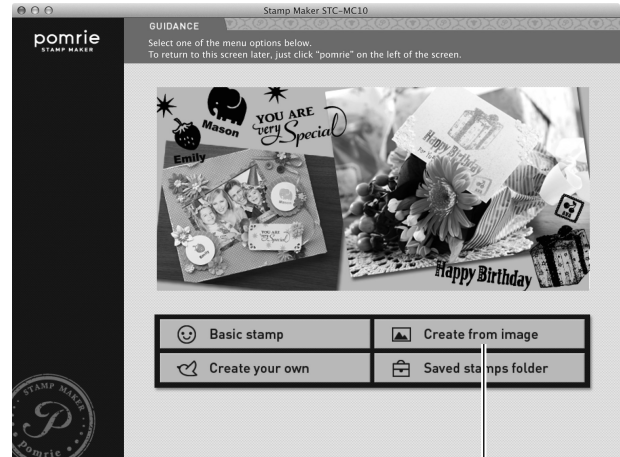 Stamp Maker STC-MC10
pomrie
STAMP MAKER
GUIDANCE
Select one of the menu options below.
To return to this screen later, just click "pomrie" on the left of the screen.
Mason
Emily
YOU ARE
very Special
YOU ARE
very Special
Happy Birthday
Happy Birthday
Basic stamp
Create from image
Create your own
Saved stamps folder
STAMP MAKER
P
pomrie